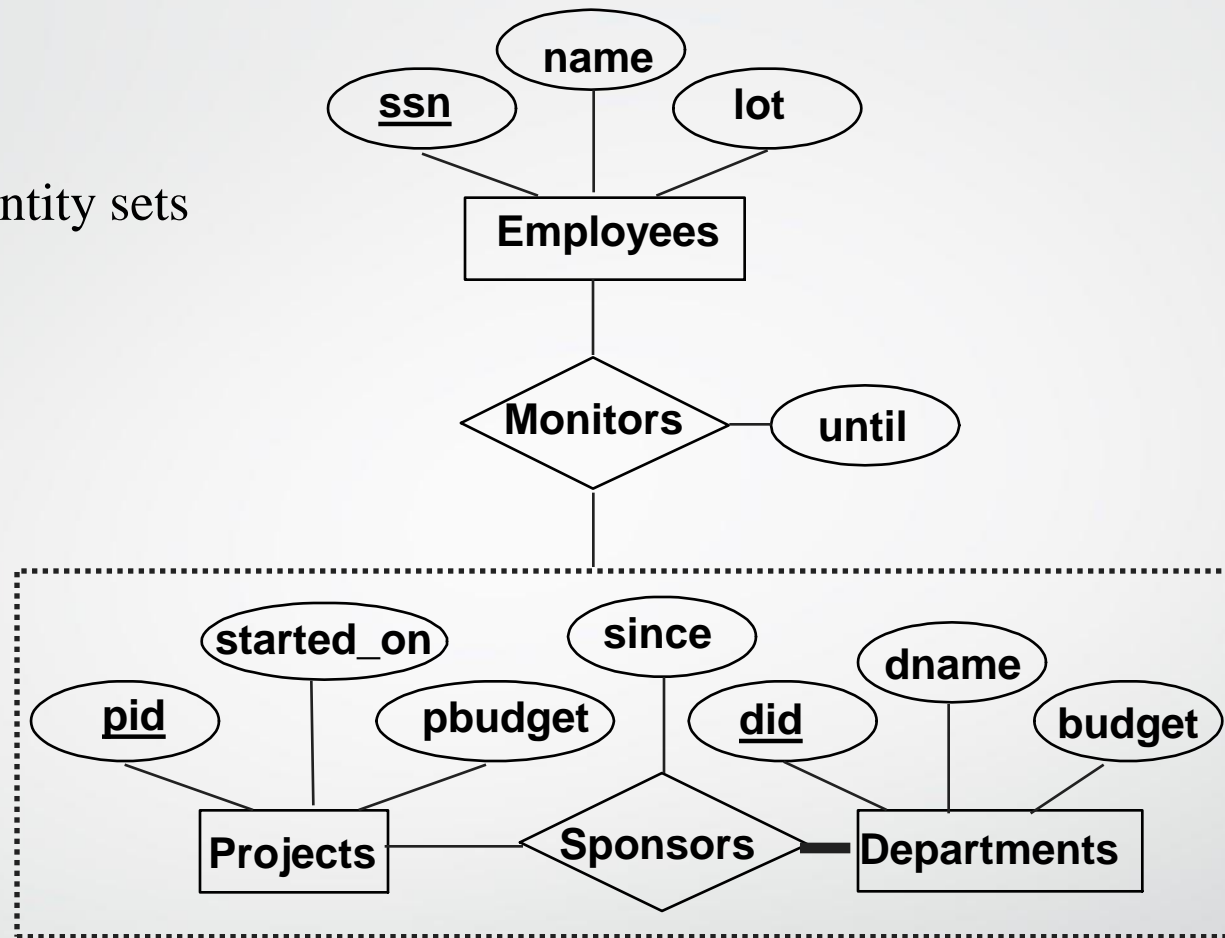 name
ssn
lot
ntity sets
Employees
Monitors
until
started_on
since
dname
pid
pbudget
did
budget
Projects
Sponsors
Departments